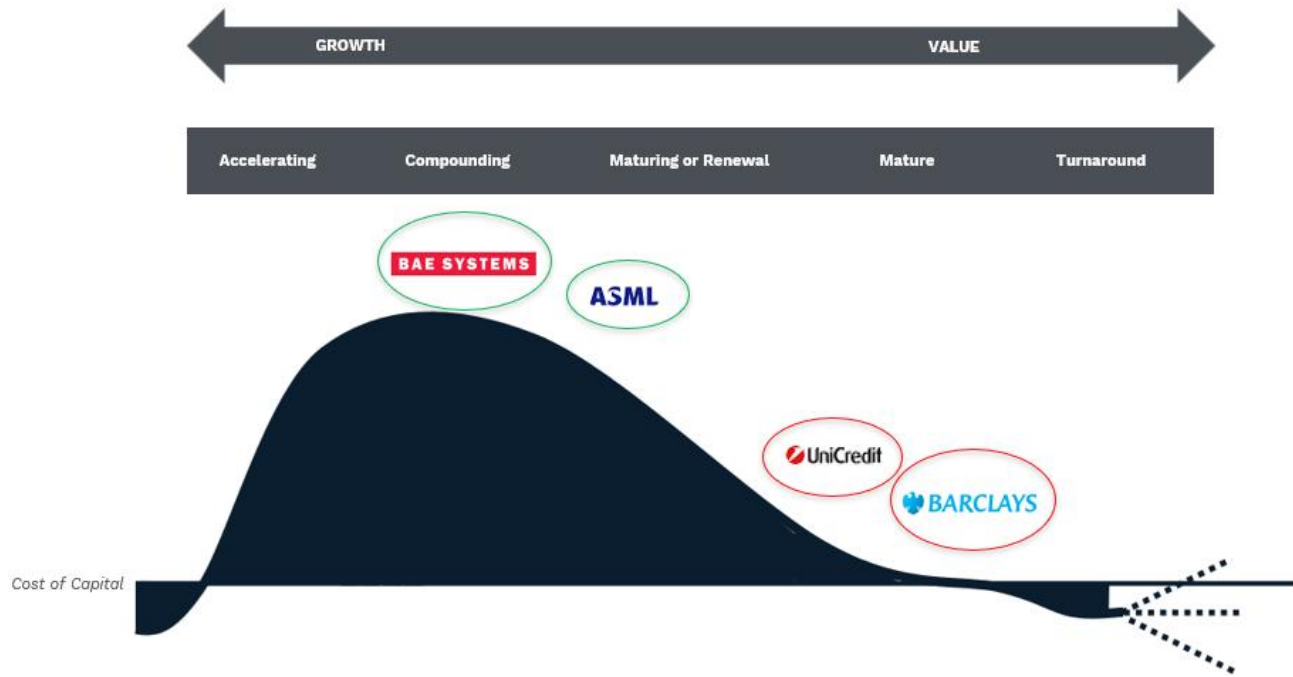 GROWTH VALUE
Accelerating Compounding Maturing or Renewal Mature Turnaround
BAE SYSTEMS
ASML
UniCredit
BARCLAYS
Cost of Capital